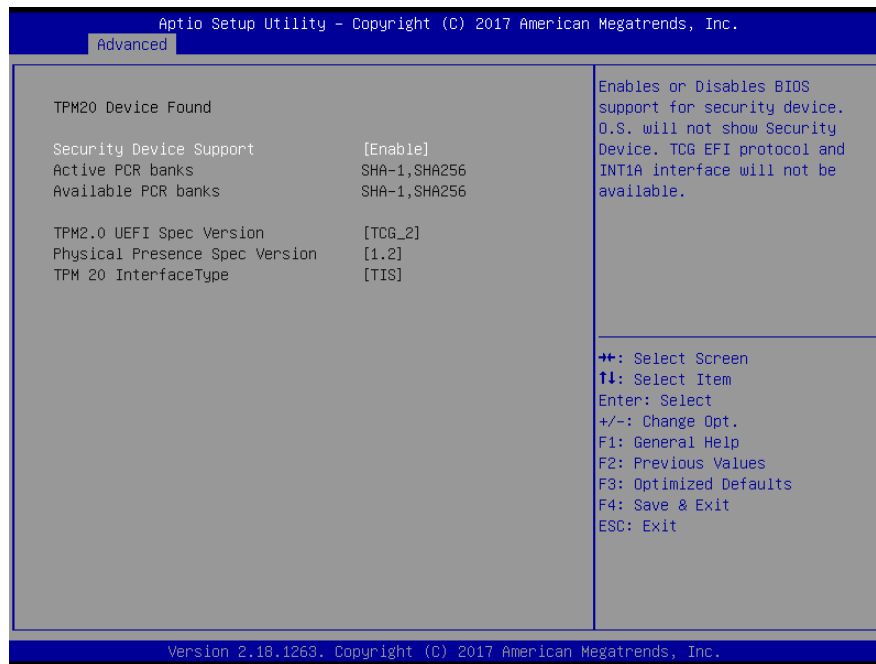 Aptio Setup Utility – Copyright (C) 2017 American Megatrends, Inc.
Advanced
TPM20 Device Found
Security Device Support [Enable]
Active PCR banks SHA-1,SHA256
Available PCR banks SHA-1,SHA256
TPM2.0 UEFI Spec Version [TCG_2]
Physical Presence Spec Version [1.2]
TPM 20 InterfaceType [TIS]
Enables or Disables BIOS
support for security device.
O.S. will not show Security
Device. TCG EFI protocol and
INT1A interface will not be
available.
→←: Select Screen
↑↓: Select Item
Enter: Select
+/-: Change Opt.
F1: General Help
F2: Previous Values
F3: Optimized Defaults
F4: Save & Exit
ESC: Exit
Version 2.18.1263. Copyright (C) 2017 American Megatrends, Inc.